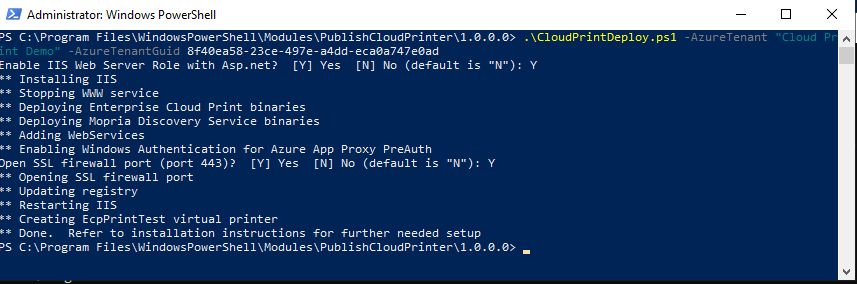 Administrator: Windows PowerShell
PS C:\Program Files\WindowsPowerShell\Modules\PublishCloudPrinter\1.0.0.0> .\CloudPrintDeploy.ps1 -AzureTenant "Cloud Pr
int Demo" -AzureTenantGuid 8f40ea58-23ce-497e-a4dd-eca0a747e0ad
Enable IIS Web Server Role with Asp.net?  [Y] Yes  [N] No (default is "N"): Y
** Installing IIS
** Stopping WWW service
** Deploying Enterprise Cloud Print binaries
** Deploying Mopria Discovery Service binaries
** Adding WebServices
** Enabling Windows Authentication for Azure App Proxy PreAuth
Open SSL firewall port (port 443)?  [Y] Yes  [N] No (default is "N"): Y
** Opening SSL firewall port
** Updating registry
** Restarting IIS
** Creating EcpPrintTest virtual printer
** Done.  Refer to installation instructions for further needed setup
PS C:\Program Files\WindowsPowerShell\Modules\PublishCloudPrinter\1.0.0.0>